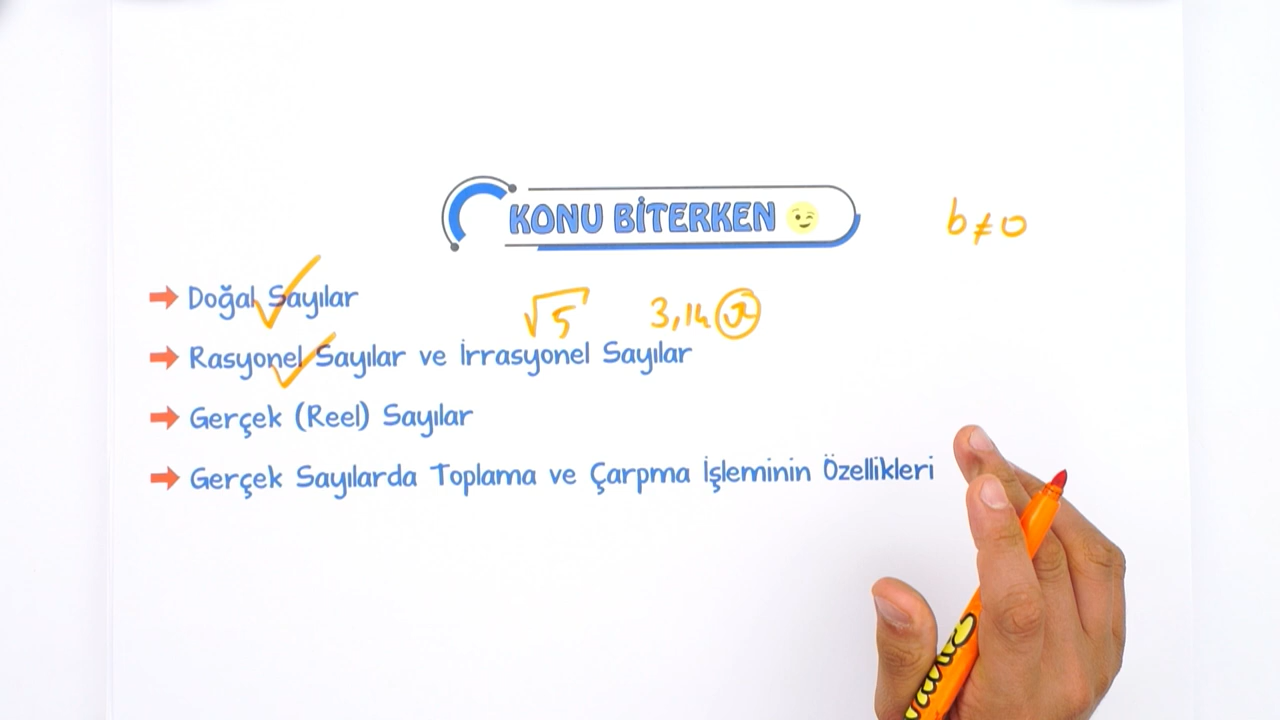 KONU BİTERKEN
b≠0
Doğal Sayılar
√5 3,14 π
Rasyonel Sayılar ve İrrasyonel Sayılar
Gerçek (Reel) Sayılar
Gerçek Sayılarda Toplama ve Çarpma İşleminin Özellikleri